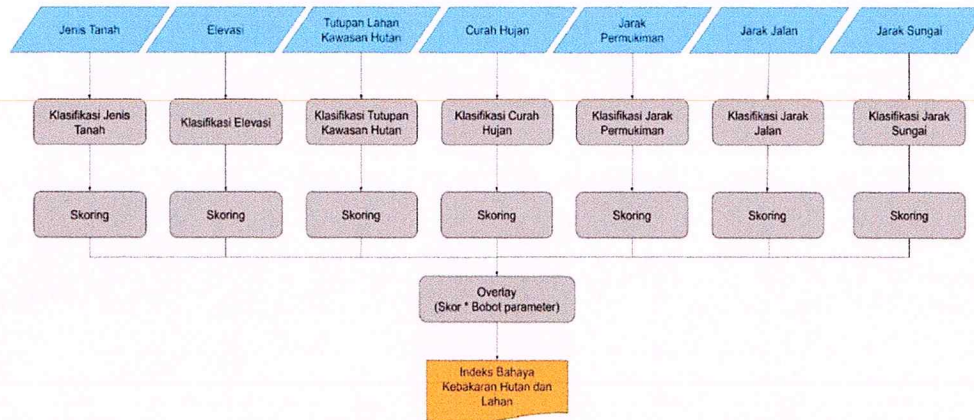 Jenis Tanah
Elevasi
Tutupan Lahan
Kawasan Hutan
Curah Hujan
Jarak
Permukiman
Jarak Jalan
Jarak Sungai
Klasifikasi Jenis
Tanah
Klasifikasi Elevasi
Klasifikasi Tutupan
Kawasan Hutan
Klasifikasi Curah
Hujan
Klasifikasi Jarak
Permukiman
Klasifikasi Jarak
Jalan
Klasifikasi Jarak
Sungai
Skoring
Skoring
Skoring
Skoring
Skoring
Skoring
Skoring
Overlay
(Skor * Bobot parameter)
Indeks Bahaya
Kebakaran Hutan dan
Lahan